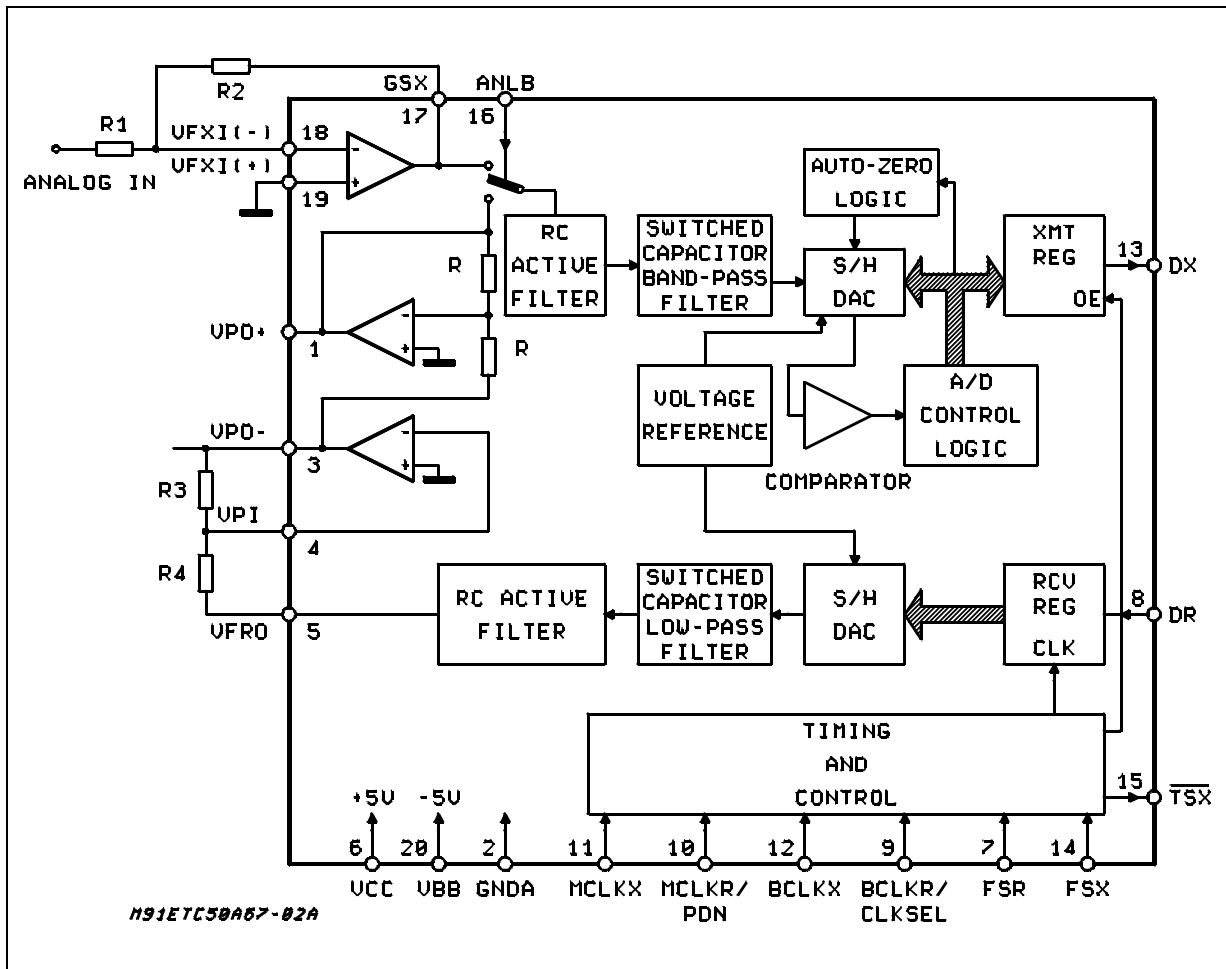 R2
GSX
ANLB
17
16
R1
VFXI(-)
18
VFXI(+)
19
ANALOG IN
-
+
AUTO-ZERO
LOGIC
RC
ACTIVE
FILTER
SWITCHED
CAPACITOR
BAND-PASS
FILTER
S/H
DAC
XMT
REG
OE
13
DX
R
-
+
VPO+
1
R
VOLTAGE
REFERENCE
A/D
CONTROL
LOGIC
COMPARATOR
VPO-
3
-
+
R3
VPI
4
R4
VFRO
5
RC ACTIVE
FILTER
SWITCHED
CAPACITOR
LOW-PASS
FILTER
S/H
DAC
RCV
REG
CLK
8
DR
TIMING
AND
CONTROL
15
TSX
+5V
-5V
6
20
2
11
10
12
9
7
14
VCC
VBB
GNDA
MCLKX
MCLKR/
PDN
BCLKX
BCLKR/
CLKSEL
FSR
FSX
M91ETC50A67-02A